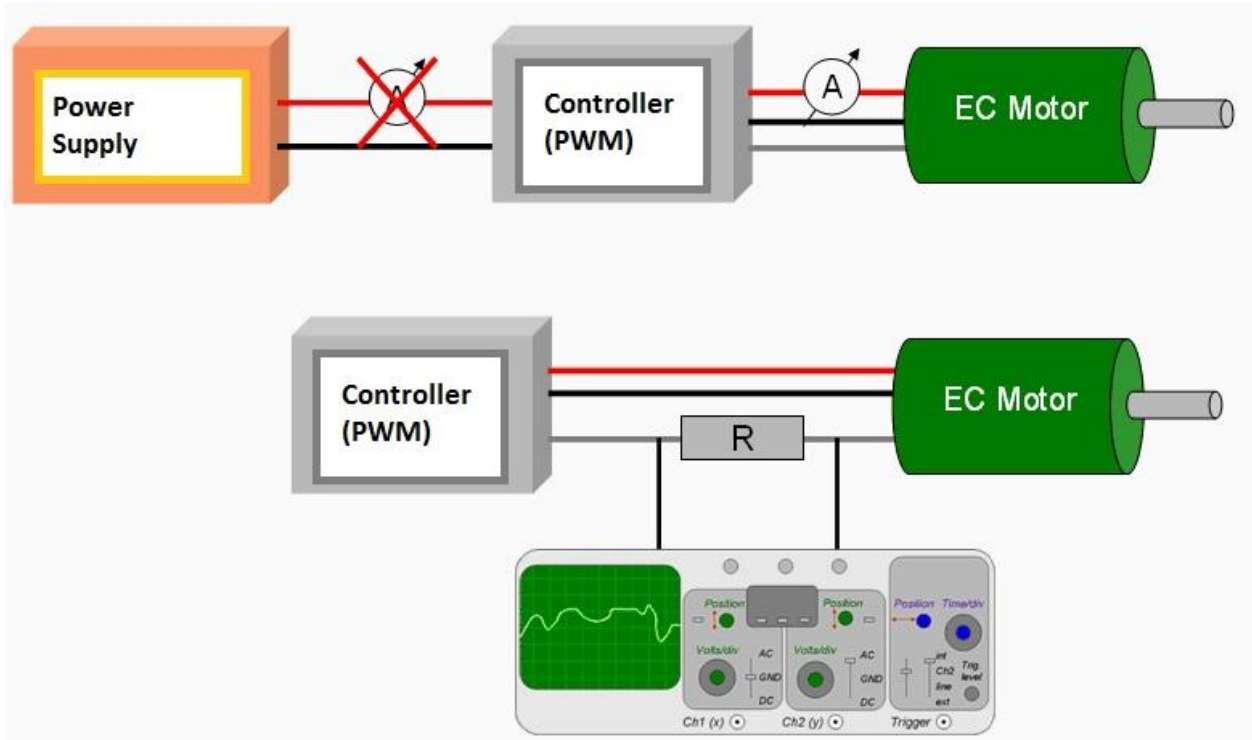 Power
Supply
A
Controller
(PWM)
A
EC Motor
Controller
(PWM)
R
EC Motor
Position
Position
Position
Time/div
Volts/div
AC
GND
DC
Volts/div
AC
GND
DC
int
Ch2
line
ext
Trig.
level
Ch1 (x)
Ch2 (y)
Trigger